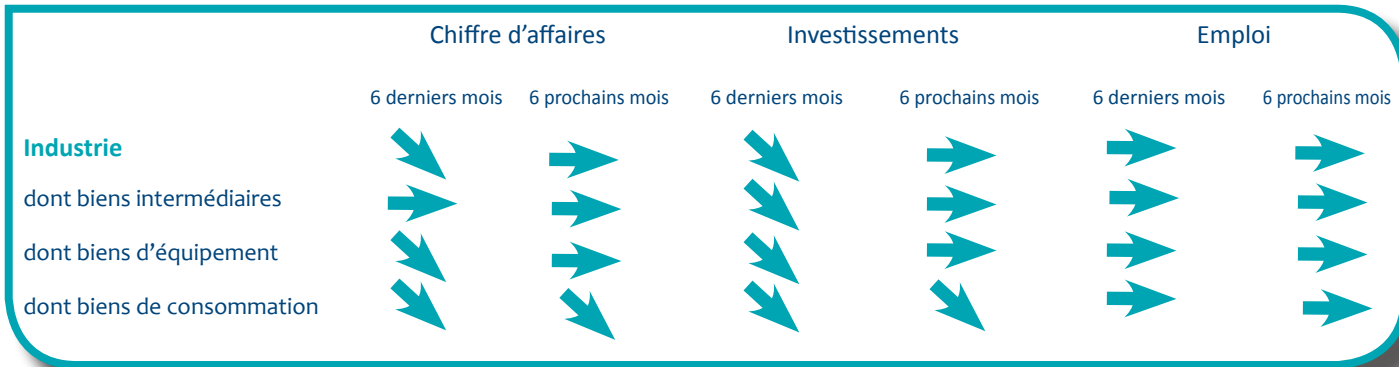 Chiffre d’affaires Investissements Emploi
6 derniers mois 6 prochains mois 6 derniers mois 6 prochains mois 6 derniers mois 6 prochains mois
Industrie
dont biens intermédiaires
dont biens d’équipement
dont biens de consommation